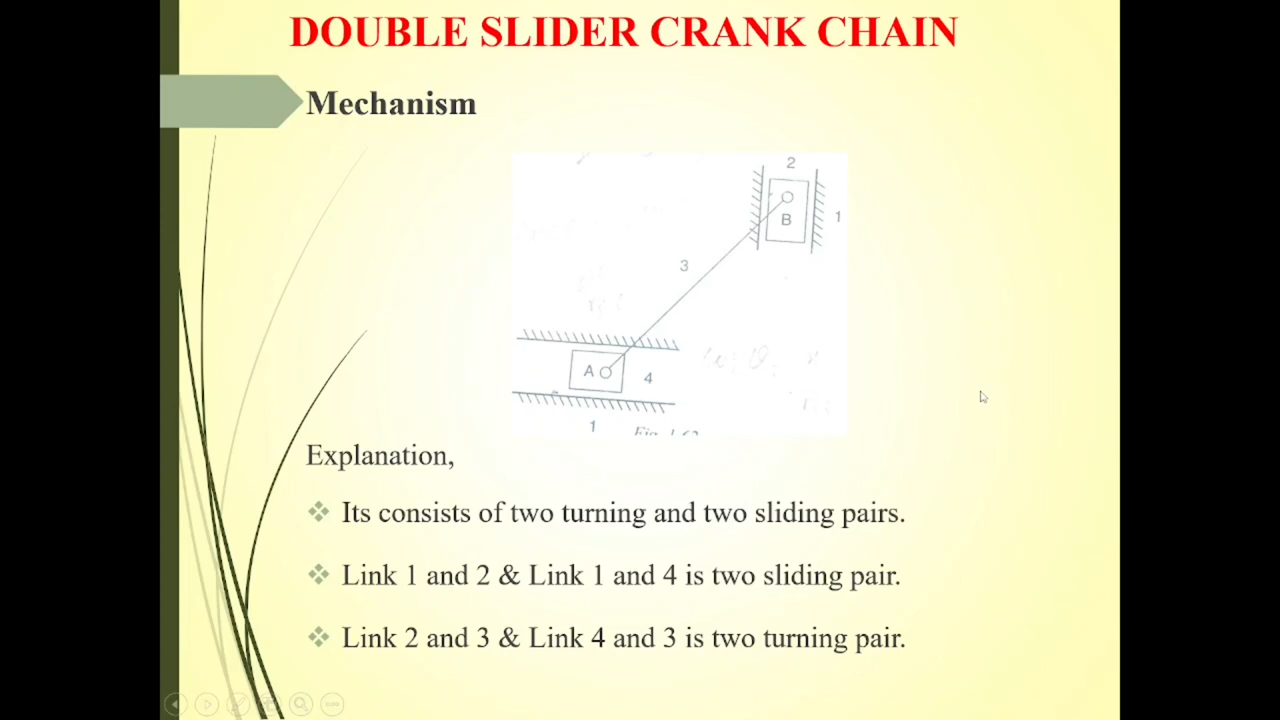 DOUBLE SLIDER CRANK CHAIN
Mechanism
2
B
1
3
A
4
1
Explanation,
Its consists of two turning and two sliding pairs.
Link 1 and 2 & Link 1 and 4 is two sliding pair.
Link 2 and 3 & Link 4 and 3 is two turning pair.